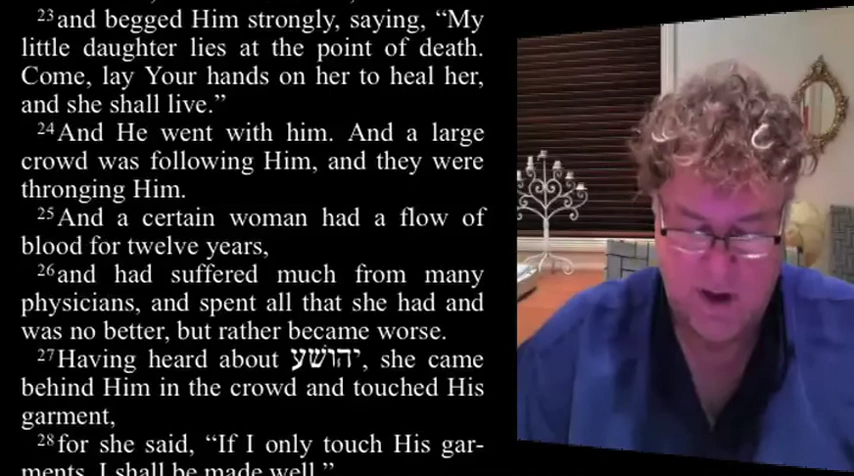 23and begged Him strongly, saying, “My
little daughter lies at the point of death.
Come, lay Your hands on her to heal her,
and she shall live.”
24And He went with him. And a large
crowd was following Him, and they were
thronging Him.
25And a certain woman had a flow of
blood for twelve years,
26and had suffered much from many
physicians, and spent all that she had and
was no better, but rather became worse.
27Having heard about יהושע, she came
behind Him in the crowd and touched His
garment,
28for she said, “If I only touch His gar-
ments, I shall be made well.”